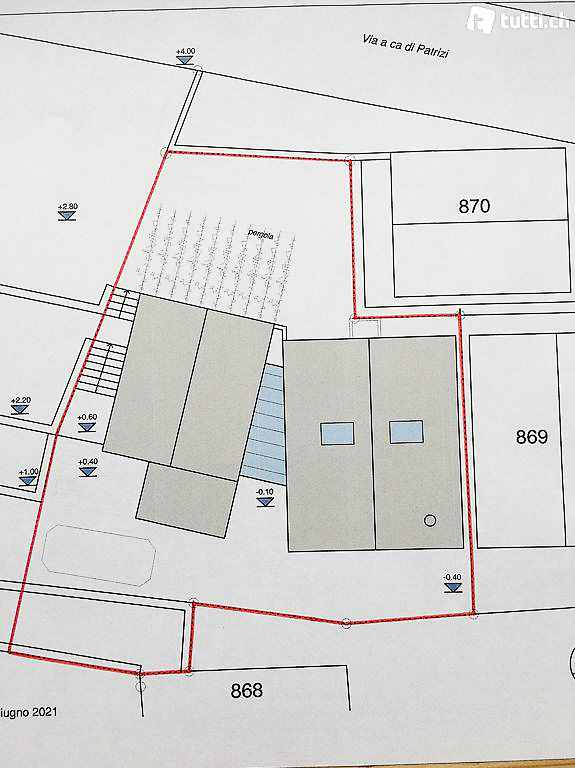 tutti.ch
Via a ca di Patrizi
+4.00
+2.80
870
pergola
+2.20
+0.60
869
+0.40
+1.00
-0.10
-0.40
868
iugno 2021